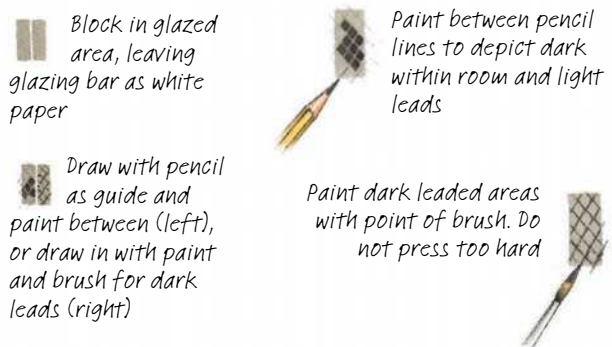 Block in glazed
area, leaving
glazing bar as white
paper
Paint between pencil
lines to depict dark
within room and light
leads
Draw with pencil
as guide and
paint between (left),
or draw in with paint
and brush for dark
leads (right)
Paint dark leaded areas
with point of brush. Do
not press too hard